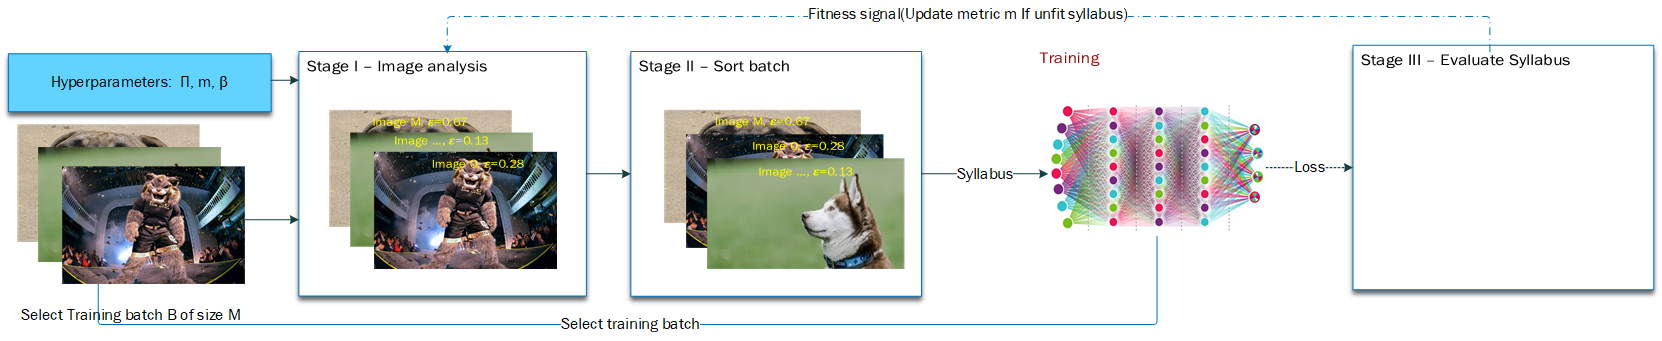 Fitness signal(Update metric m If unfit syllabus)
Hyperparameters: Π, m, β
Stage I – Image analysis
Image M, ε=0.67
Image ..., ε=0.13
Image 0, ε=0.28
Stage II – Sort batch
Image M, ε=0.67
Image 0, ε=0.28
Image ..., ε=0.13
Syllabus
Training
Loss
Stage III – Evaluate Syllabus
Select Training batch B of size M
Select training batch